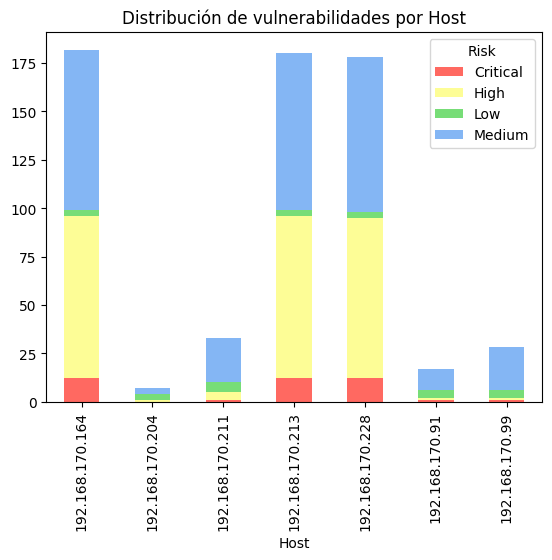 Distribución de vulnerabilidades por Host
Risk
Critical
High
Low
Medium
175
150
125
100
75
50
25
0
192.168.170.164
192.168.170.204
192.168.170.211
192.168.170.213
192.168.170.228
192.168.170.91
192.168.170.99
Host